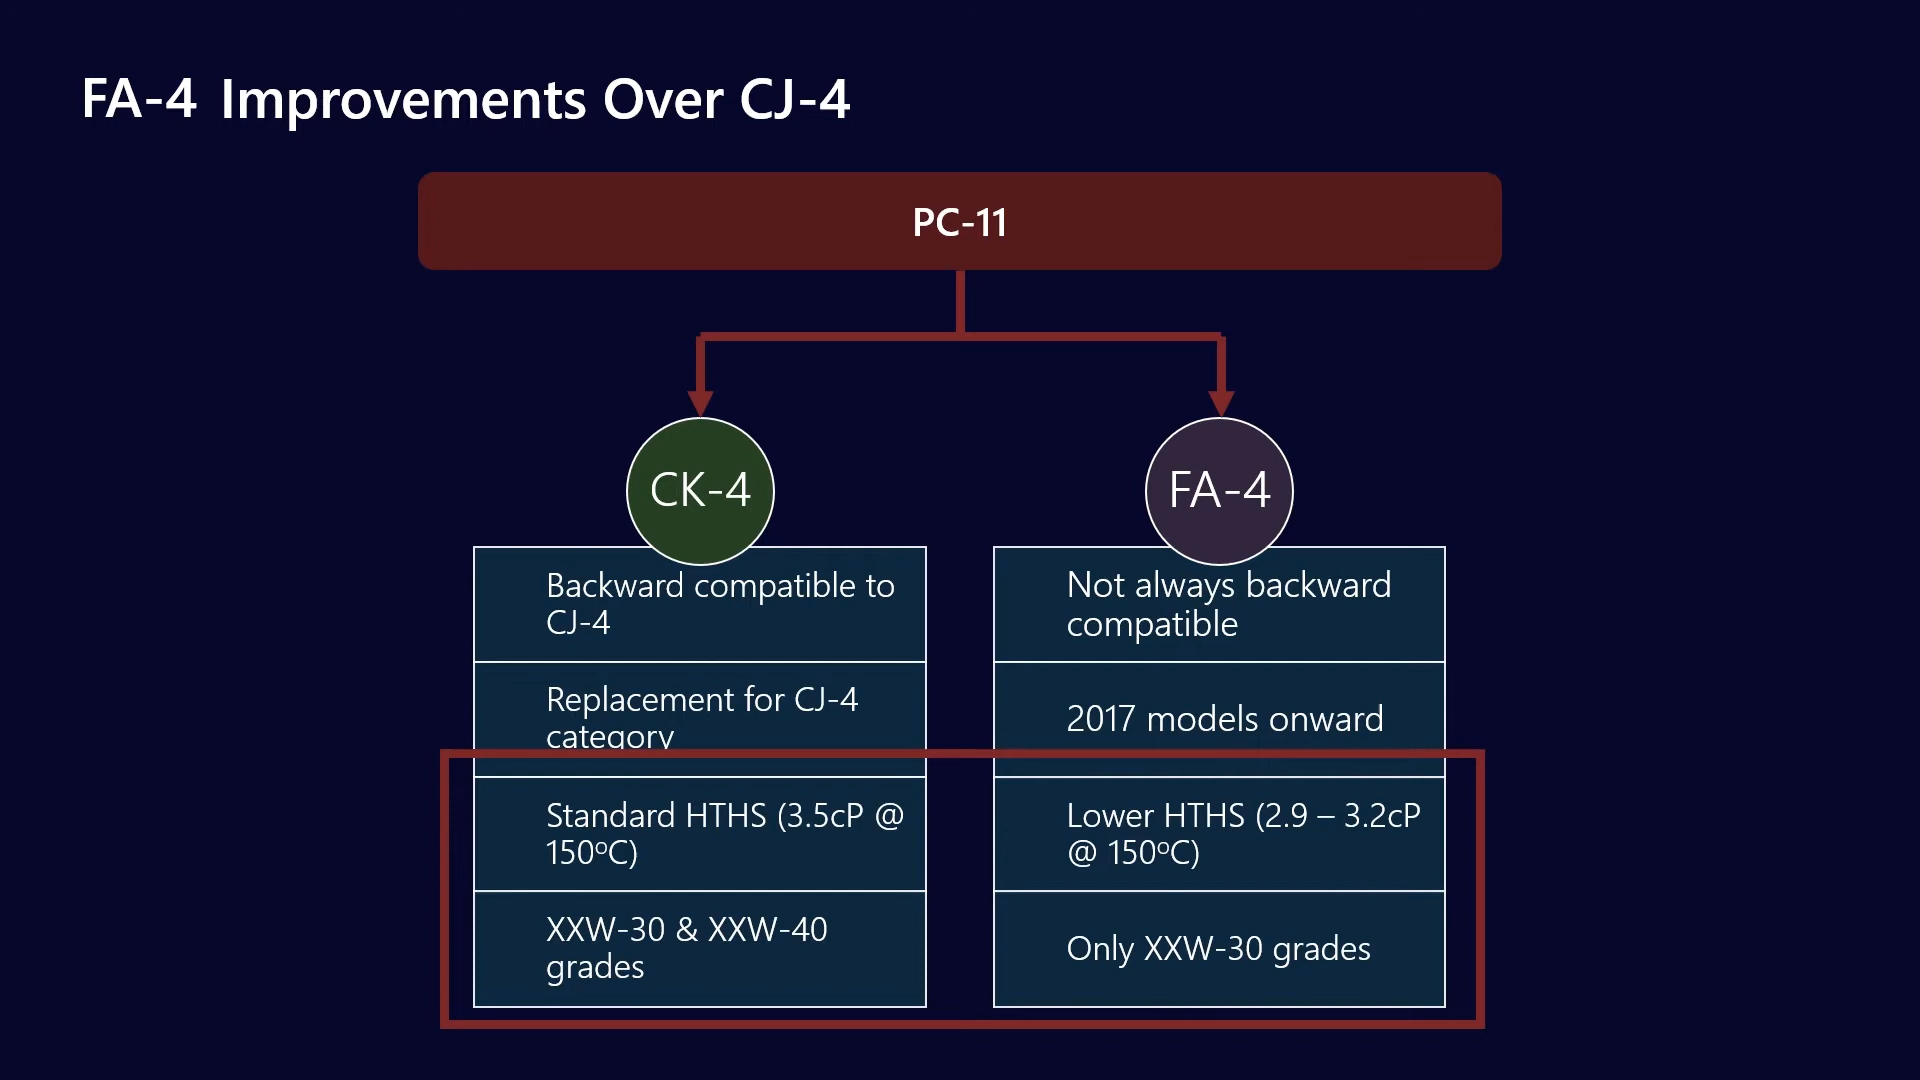 FA-4 Improvements Over CJ-4
PC-11
CK-4
Backward compatible to
CJ-4
Replacement for CJ-4
category
Standard HTHS (3.5cP @
150ºC)
XXW-30 & XXW-40
grades
FA-4
Not always backward
compatible
2017 models onward
Lower HTHS (2.9 – 3.2cP
@ 150ºC)
Only XXW-30 grades